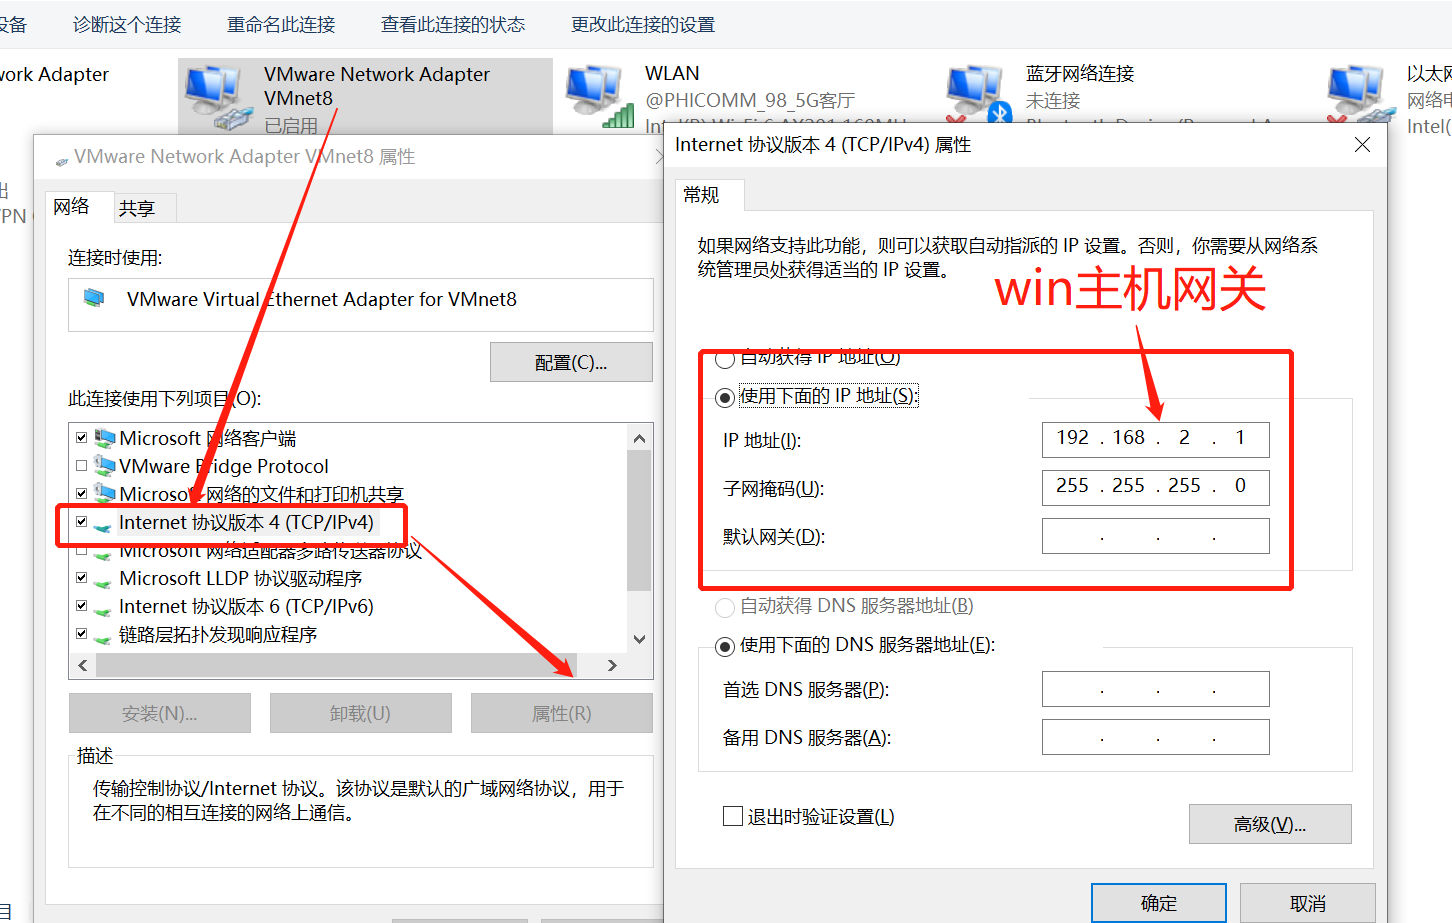 设备 诊断这个连接 重命名此连接 查看此连接的状态 更改此连接的设置
work Adapter
VMware Network Adapter
VMnet8
已启用
WLAN
@PHICOMM_98_5G客厅
Intel(R) Wi-Fi 6 AX201 160MHz
蓝牙网络连接
未连接
以太网
网络电
Intel(
出
VPN
VMware Network Adapter VMnet8 属性
网络 共享
连接时使用:
VMware Virtual Ethernet Adapter for VMnet8
配置(C)...
此连接使用下列项目(O):
Microsoft 网络客户端
VMware Bridge Protocol
Microsoft 网络的文件和打印机共享
Internet 协议版本 4 (TCP/IPv4)
Microsoft 网络适配器多路传送器协议
Microsoft LLDP 协议驱动程序
Internet 协议版本 6 (TCP/IPv6)
链路层拓扑发现响应程序
安装(N)... 卸载(U) 属性(R)
描述
传输控制协议/Internet 协议。该协议是默认的广域网络协议，用于
在不同的相互连接的网络上通信。
目
Internet 协议版本 4 (TCP/IPv4) 属性
常规
如果网络支持此功能，则可以获取自动指派的 IP 设置。否则，你需要从网络系
统管理员处获得适当的 IP 设置。
win主机网关
自动获得 IP 地址(O)
使用下面的 IP 地址(S):
IP 地址(I): 192 . 168 . 2 . 1
子网掩码(U): 255 . 255 . 255 . 0
默认网关(D): . . .
自动获得 DNS 服务器地址(B)
使用下面的 DNS 服务器地址(E):
首选 DNS 服务器(P): . . .
备用 DNS 服务器(A): . . .
退出时验证设置(L)
高级(V)...
确定 取消